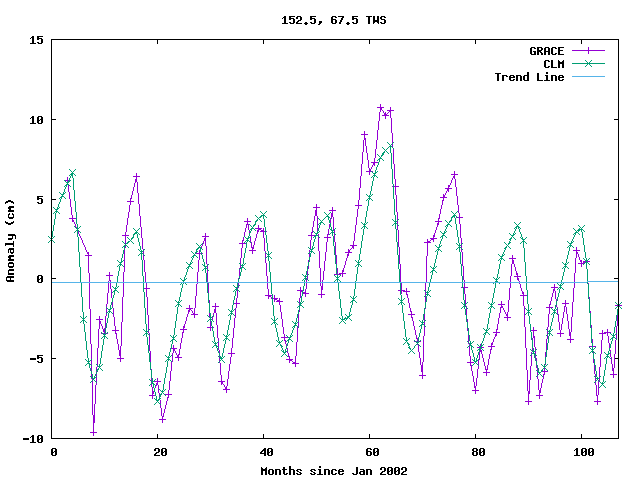 152.5, 67.5 TWS
GRACE
CLM
Trend Line
15
10
5
0
-5
-10
Anomaly (cm)
0 20 40 60 80 100
Months since Jan 2002